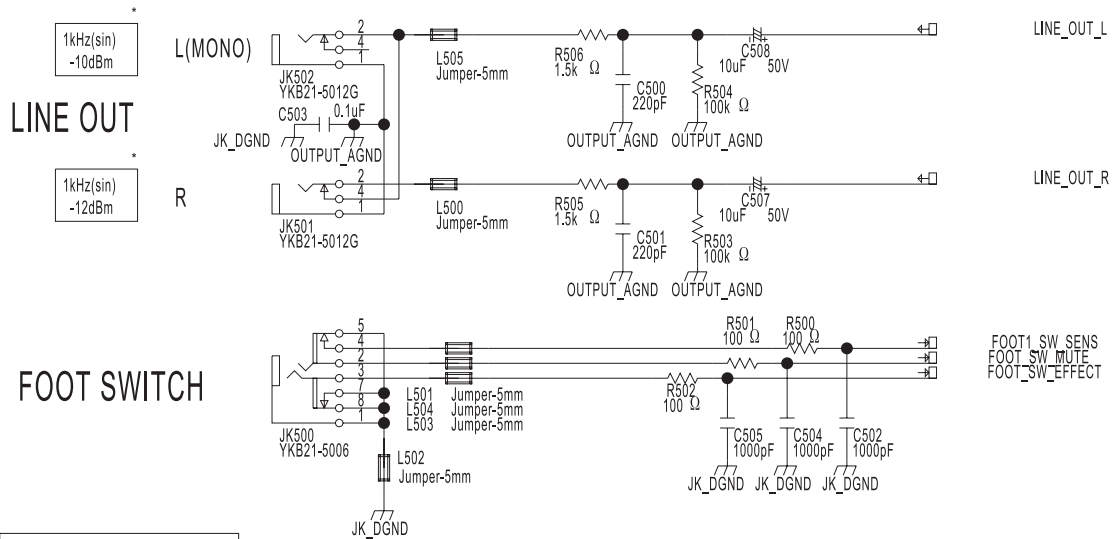 *
1kHz(sin)
-10dBm
L(MONO)
2
4
1
JK502
YKB21-5012G
L505
Jumper-5mm
R506
1.5k Ω
C500
220pF
OUTPUT_AGND
R504
100k Ω
OUTPUT_AGND
C508
10uF 50V
+
LINE_OUT_L
LINE OUT
C503 0.1uF
JK_DGND
OUTPUT_AGND
*
1kHz(sin)
-12dBm
R
2
4
1
JK501
YKB21-5012G
L500
Jumper-5mm
R505
1.5k Ω
C501
220pF
OUTPUT_AGND
R503
100k Ω
OUTPUT_AGND
C507
10uF 50V
+
LINE_OUT_R
FOOT SWITCH
5
4
2
3
7
8
1
JK500
YKB21-5006
L501 Jumper-5mm
L504 Jumper-5mm
L503 Jumper-5mm
L502
Jumper-5mm
JK_DGND
R501
100 Ω
R500
100 Ω
R502
100 Ω
C505
1000pF
C504
1000pF
C502
1000pF
JK_DGND JK_DGND JK_DGND
FOOT1_SW_SENS
FOOT_SW_MUTE
FOOT_SW_EFFECT